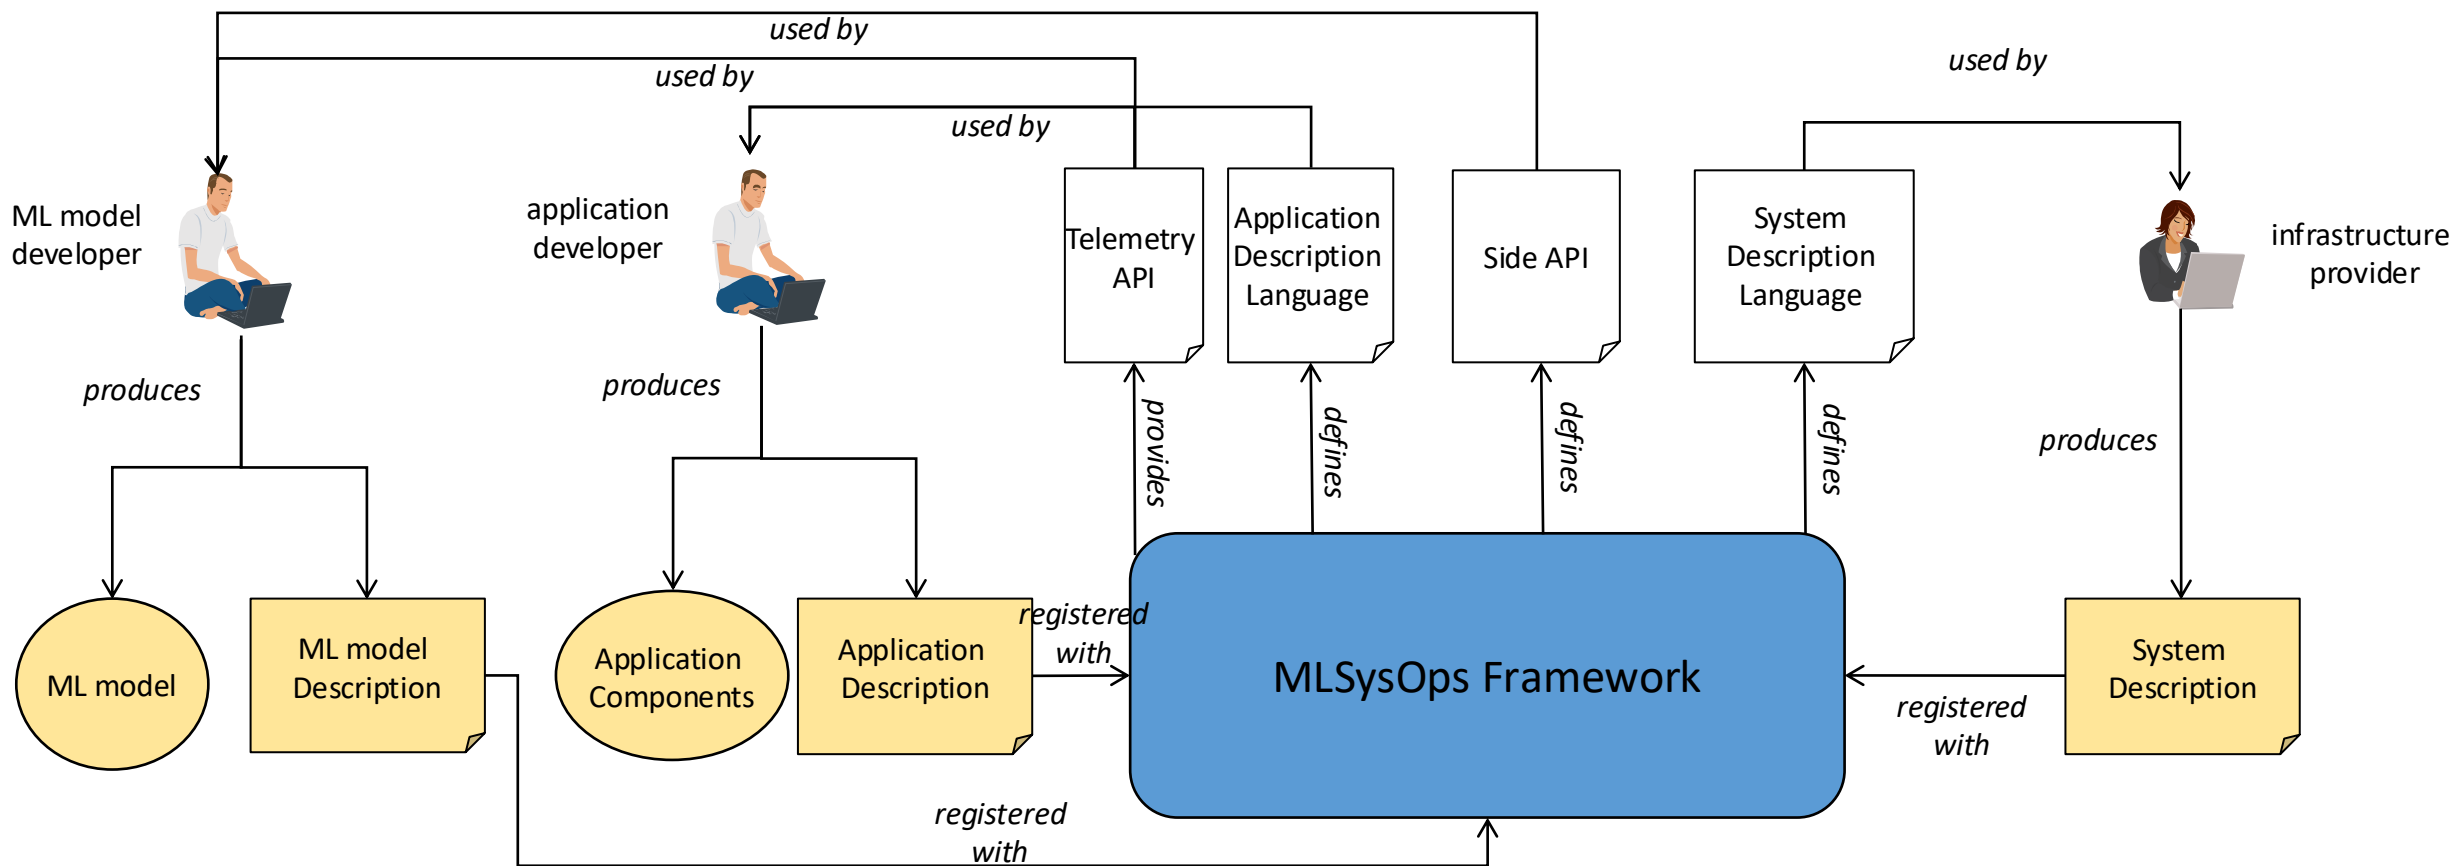 used by
used by
used by
used by
ML model
developer
application
developer
Telemetry
API
Application
Description
Language
Side API
System
Description
Language
infrastructure
provider
produces
produces
provides
defines
defines
defines
produces
ML model
ML model
Description
Application
Components
Application
Description
registered
with
MLSysOps Framework
registered
with
System
Description
registered
with